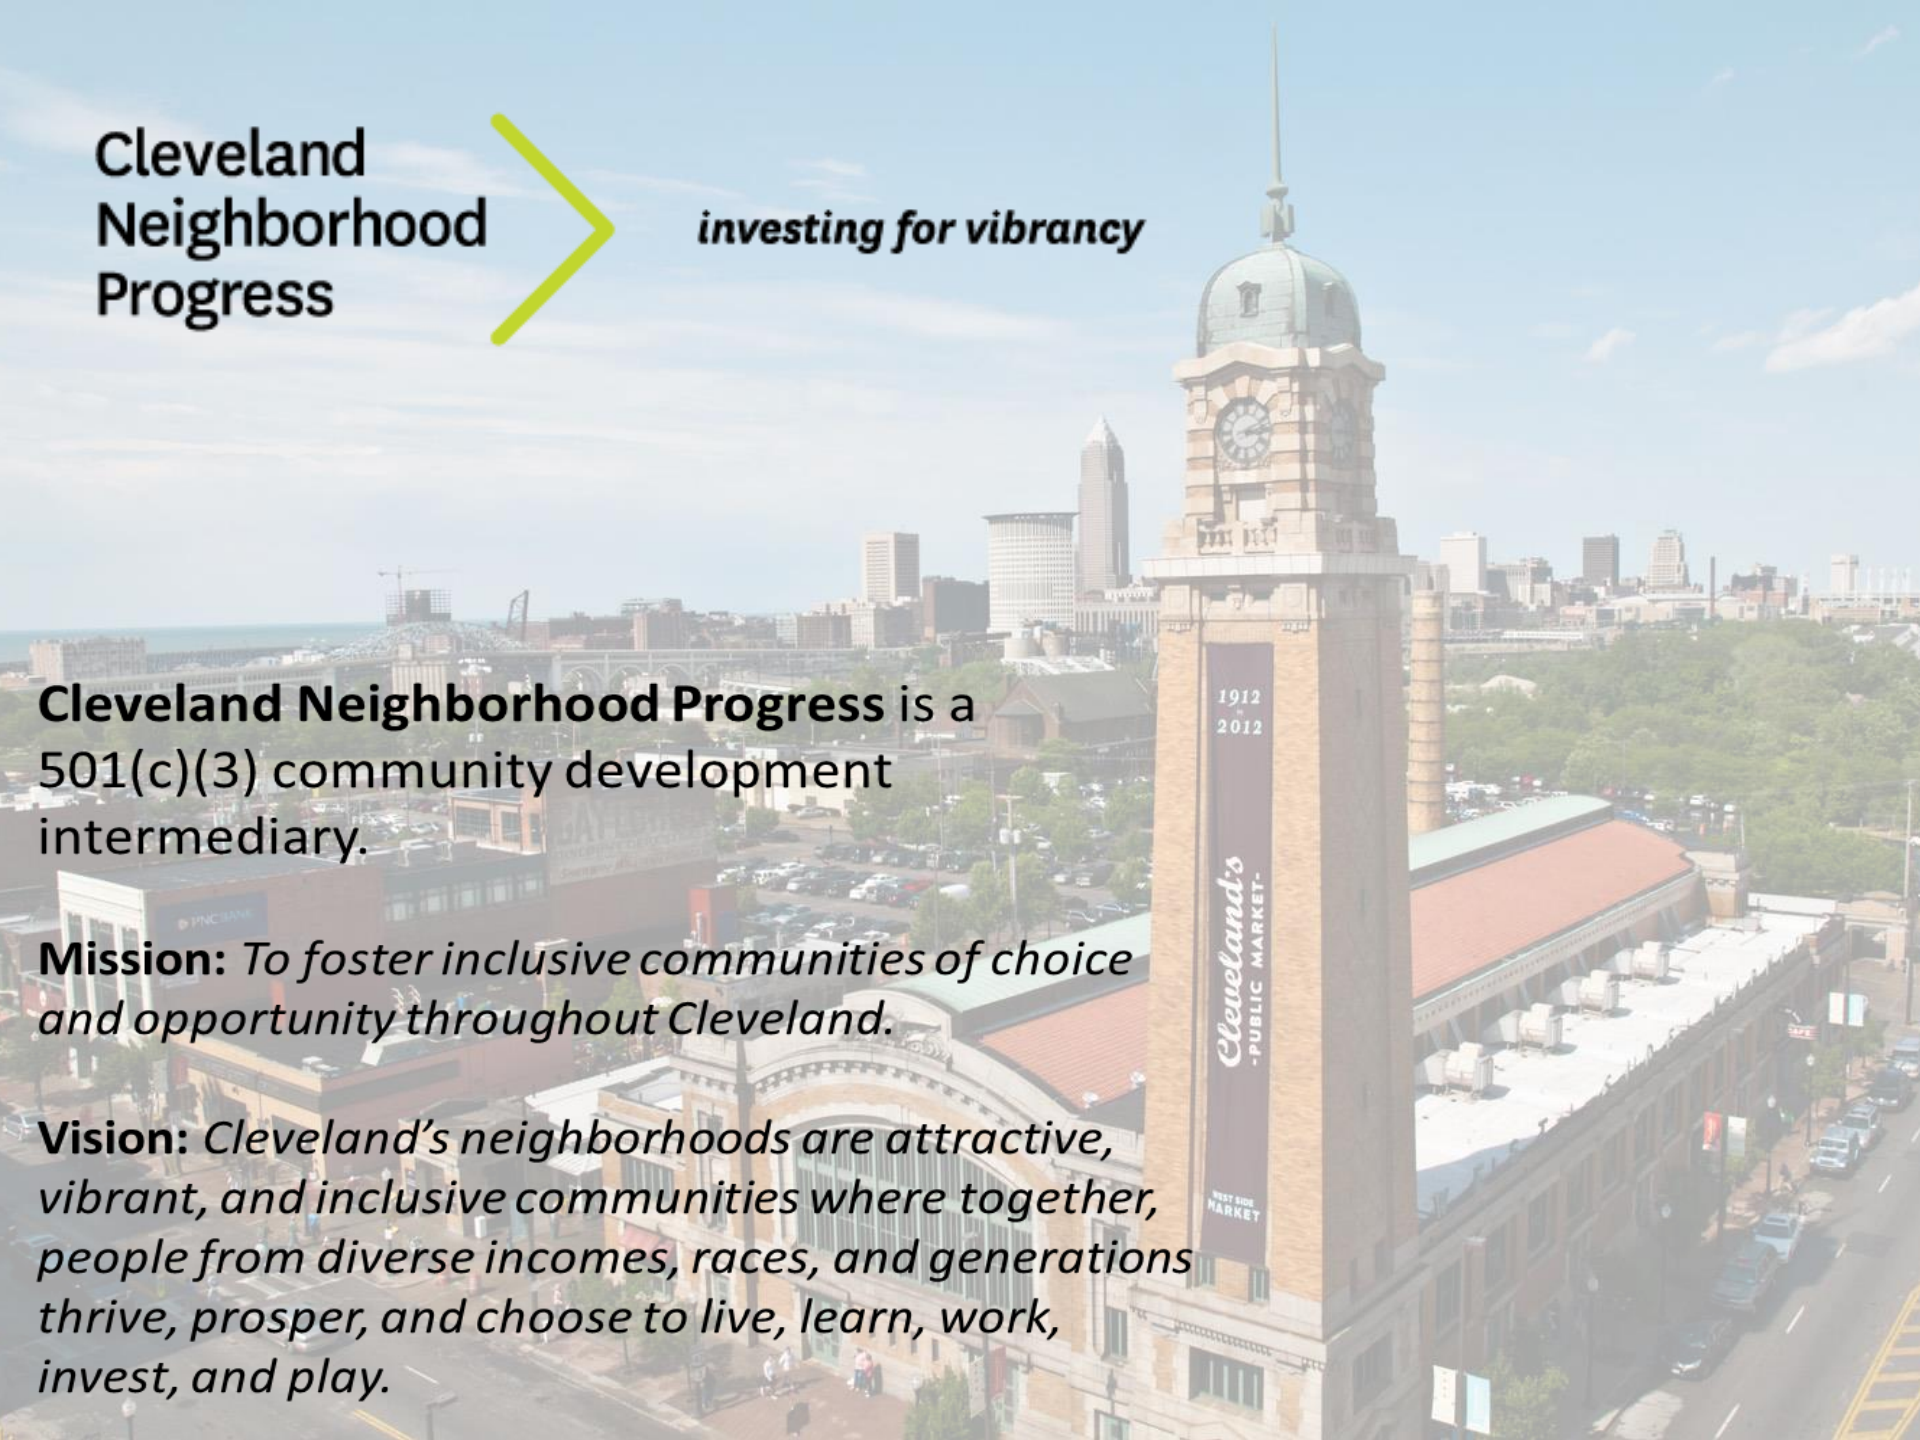 Cleveland
Neighborhood
Progress
investing for vibrancy
Cleveland Neighborhood Progress is a
501(c)(3) community development
intermediary.
Mission: To foster inclusive communities of choice
and opportunity throughout Cleveland.
Vision: Cleveland’s neighborhoods are attractive,
vibrant, and inclusive communities where together,
people from diverse incomes, races, and generations
thrive, prosper, and choose to live, learn, work,
invest, and play.
1912
-
2012
Cleveland's
-PUBLIC MARKET-
WEST SIDE
MARKET
PNC BANK